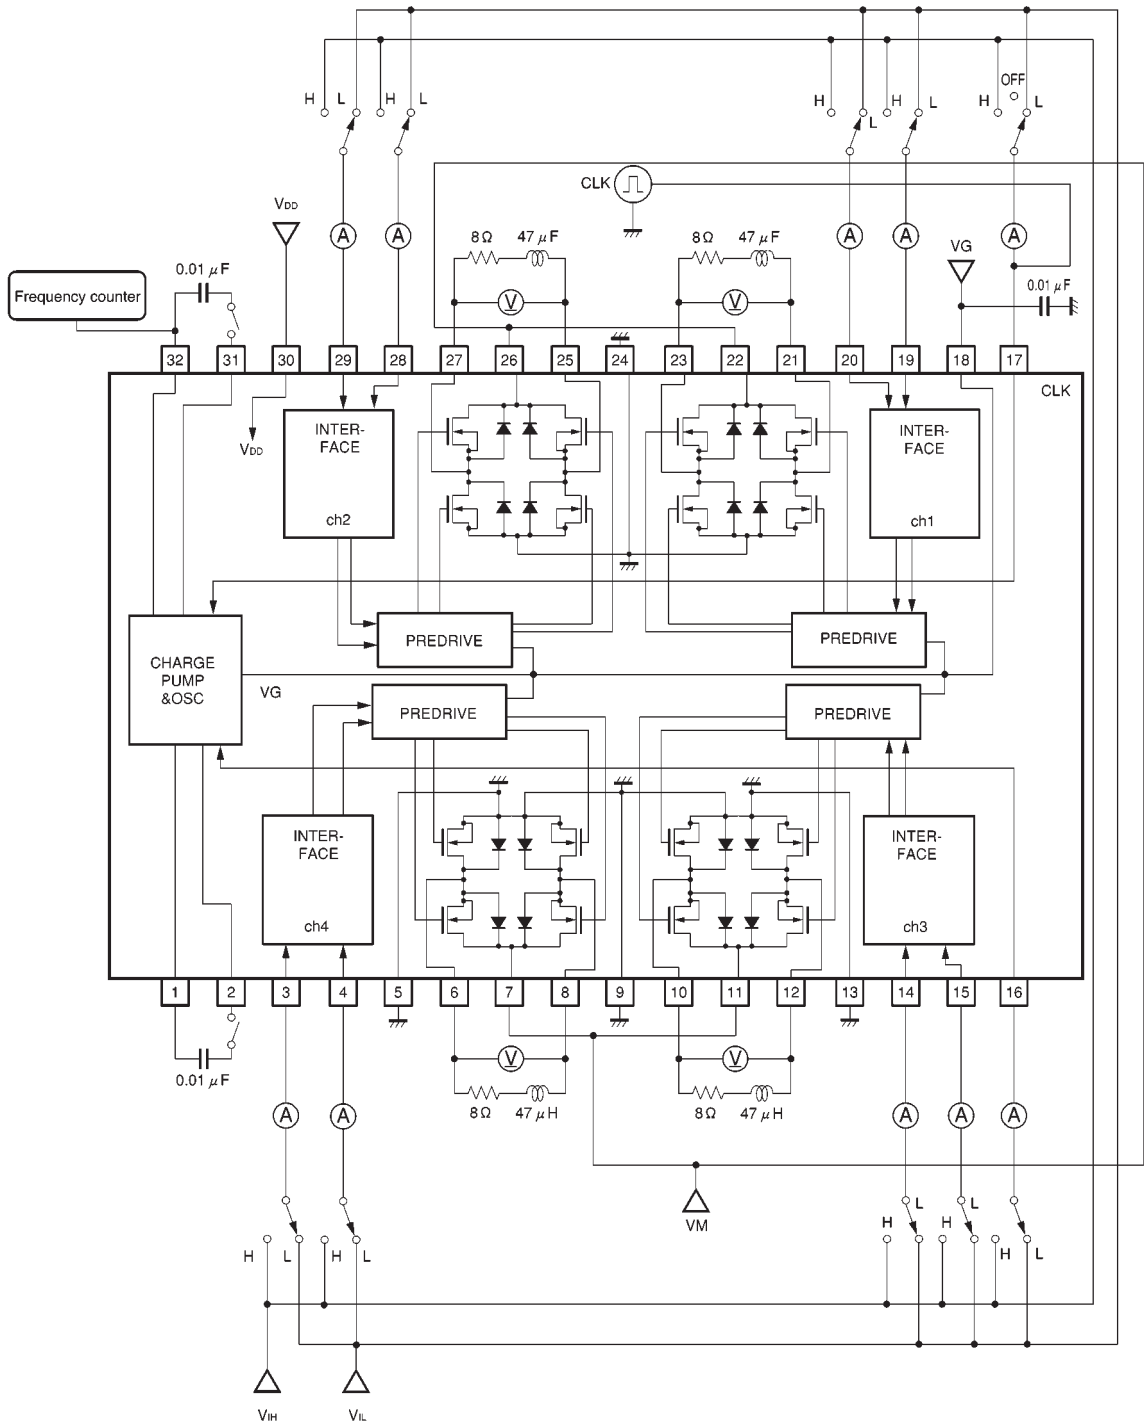 OFF
H L H L H L H L H L
CLK
VDD
A A A A A
8Ω 47 μF 8Ω 47 μF
VG
0.01 μF
Frequency counter
0.01 μF
V V
32 31 30 29 28 27 26 25 24 23 22 21 20 19 18 17
CLK
VDD
INTER-
FACE
ch2
INTER-
FACE
ch1
PREDRIVE
PREDRIVE
CHARGE
PUMP
&OSC
VG
PREDRIVE
PREDRIVE
INTER-
FACE
ch4
INTER-
FACE
ch3
1 2 3 4 5 6 7 8 9 10 11 12 13 14 15 16
0.01 μF
V V
8Ω 47 μH 8Ω 47 μH
A A A A A
VM
H L H L H L H L H L
VIH VIL